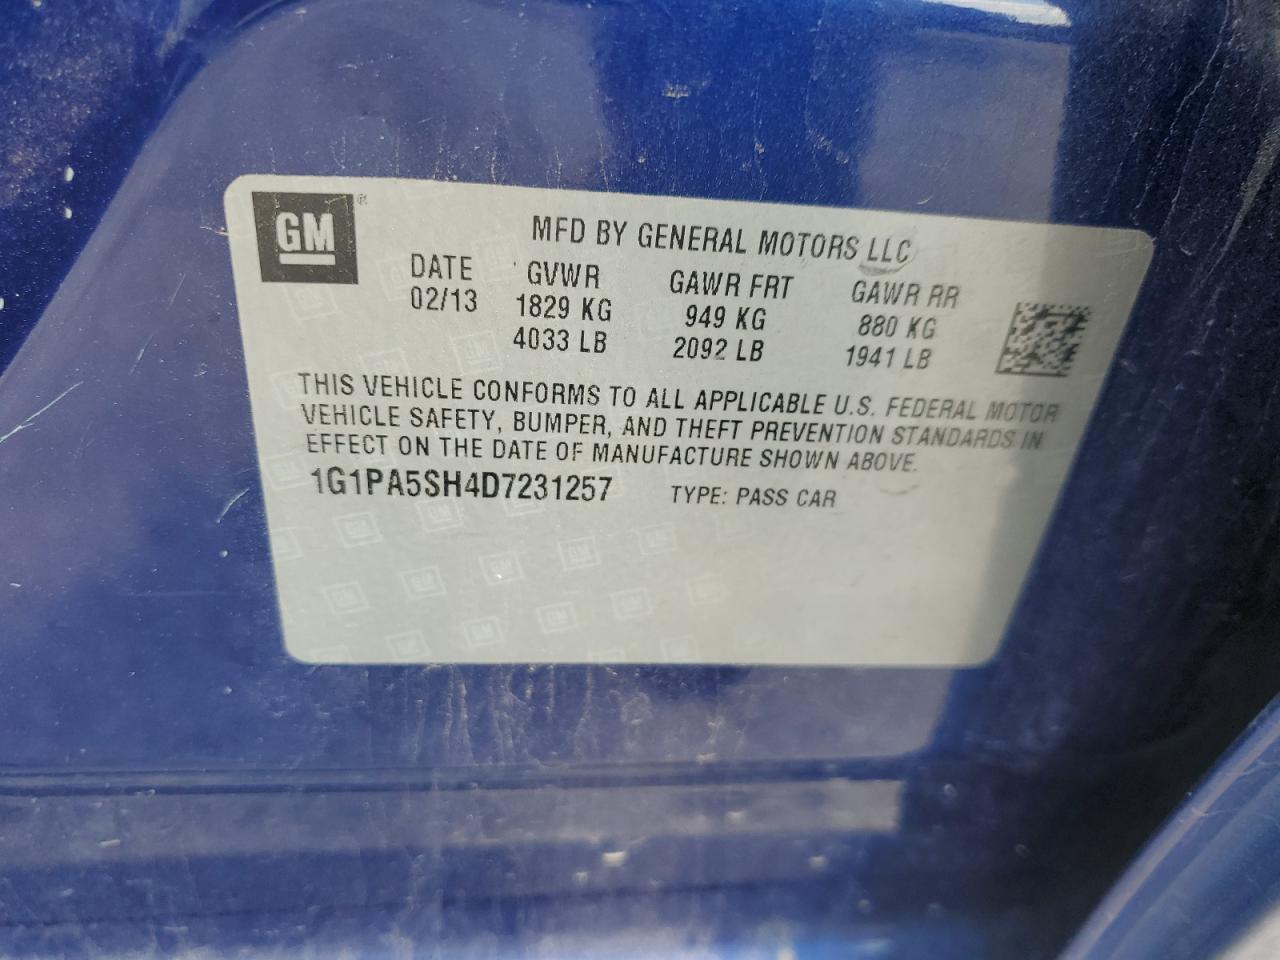 GM ®
MFD BY GENERAL MOTORS LLC
DATE GVWR GAWR FRT GAWR RR
02/13 1829 KG 949 KG 880 KG
4033 LB 2092 LB 1941 LB
THIS VEHICLE CONFORMS TO ALL APPLICABLE U.S. FEDERAL MOTOR
VEHICLE SAFETY, BUMPER, AND THEFT PREVENTION STANDARDS IN
EFFECT ON THE DATE OF MANUFACTURE SHOWN ABOVE.
1G1PA5SH4D7231257 TYPE: PASS CAR